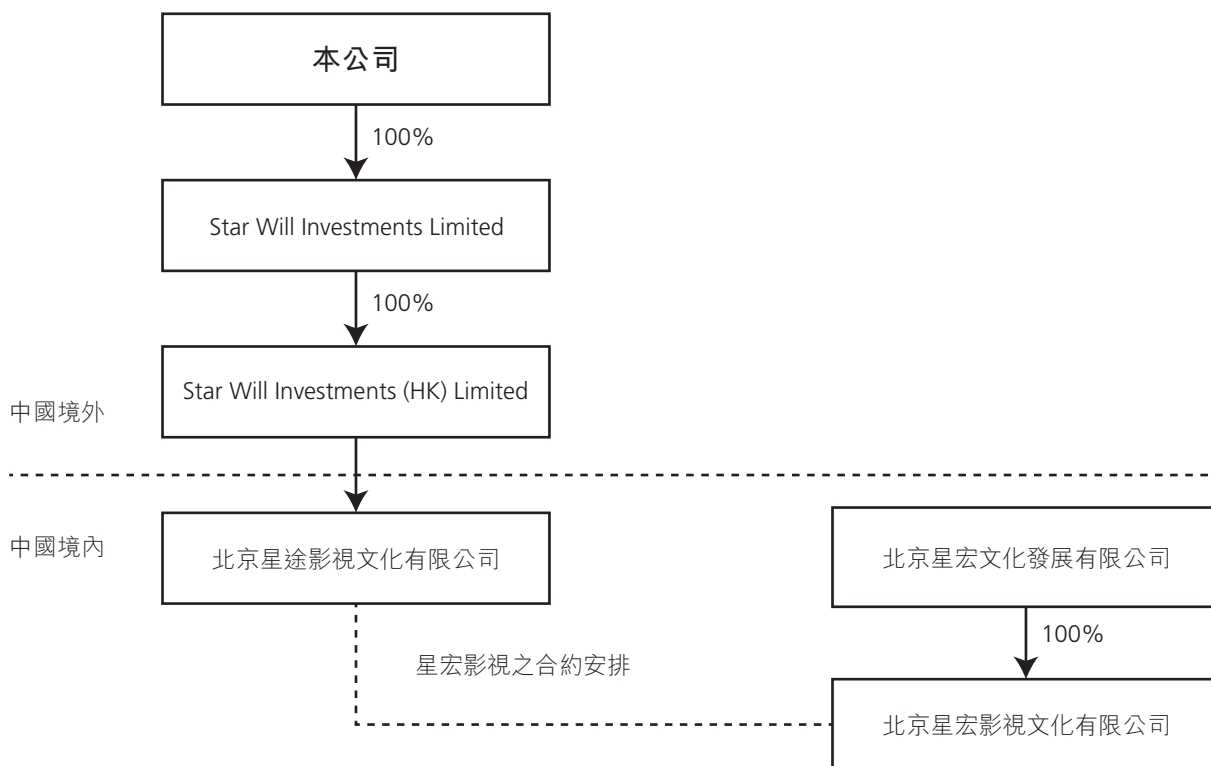 本公司
100%
Star Will Investments Limited
100%
Star Will Investments (HK) Limited
中國境外
中國境內
北京星途影視文化有限公司
北京星宏文化發展有限公司
100%
星宏影視之合約安排
北京星宏影視文化有限公司